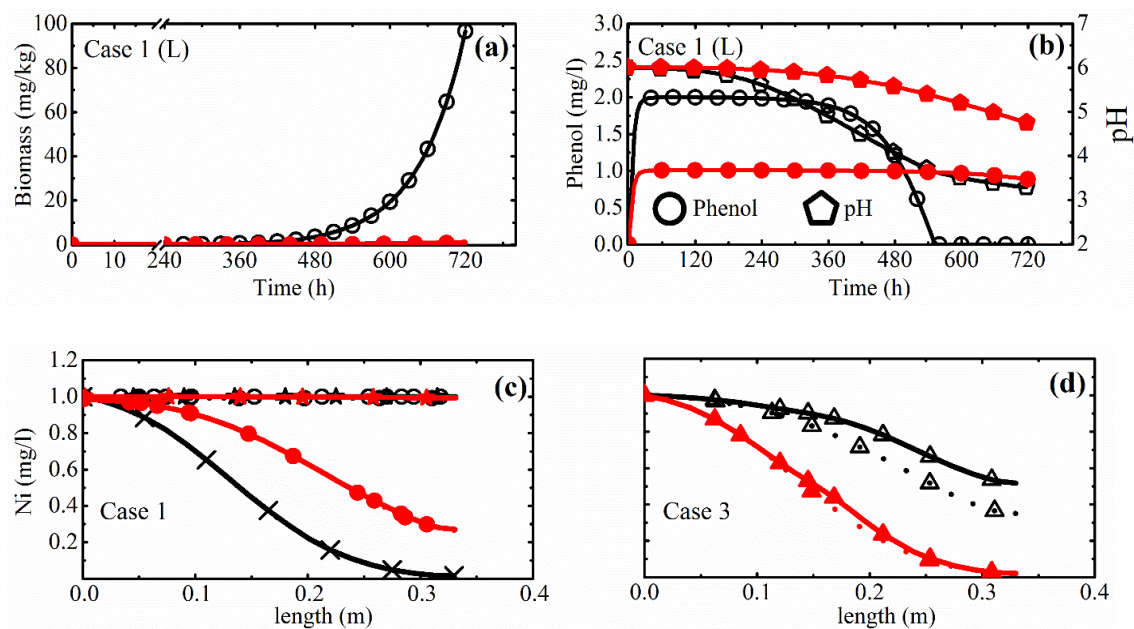 Case 1 (L)
(a)
Biomass (mg/kg)
100
80
60
40
20
0
0 10 240 360 480 600 720
Time (h)
Case 1 (L)
(b)
Phenol (mg/l)
3.0
2.5
2.0
1.5
1.0
0.5
0.0
pH
7
6
5
4
3
2
Phenol
pH
0 120 240 360 480 600 720
Time (h)
(c)
Ni (mg/l)
1.2
1.0
0.8
0.6
0.4
0.2
Case 1
0.0 0.1 0.2 0.3 0.4
length (m)
(d)
Case 3
0.0 0.1 0.2 0.3 0.4
length (m)